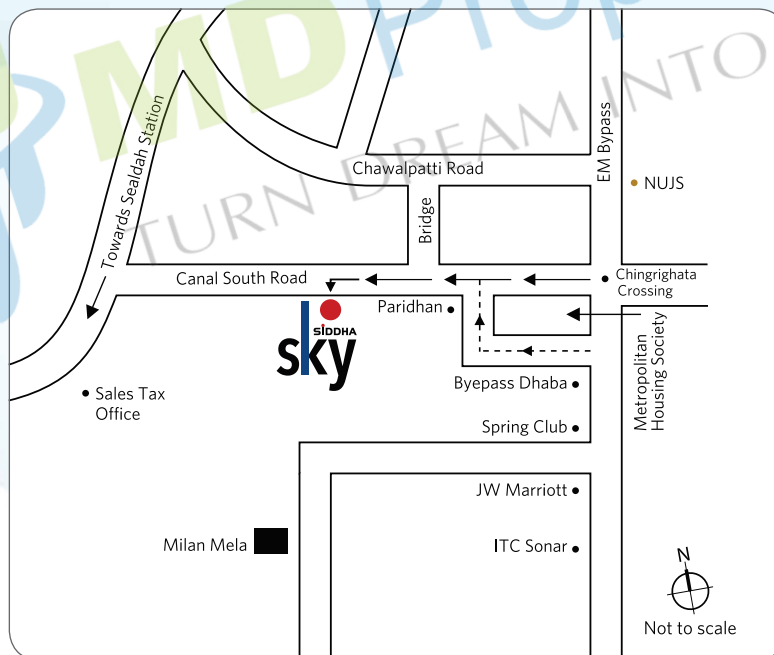 MD Prop
TURN DREAM INTO
Towards Sealdah Station
Chawalpatti Road
EM Bypass
NUJS
Bridge
Canal South Road
Chingrighata
Crossing
Paridhan
SIDDHA
sky
Metropolitan
Housing Society
Byepass Dhaba
Sales Tax
Office
Spring Club
JW Marriott
Milan Mela
ITC Sonar
N
Not to scale